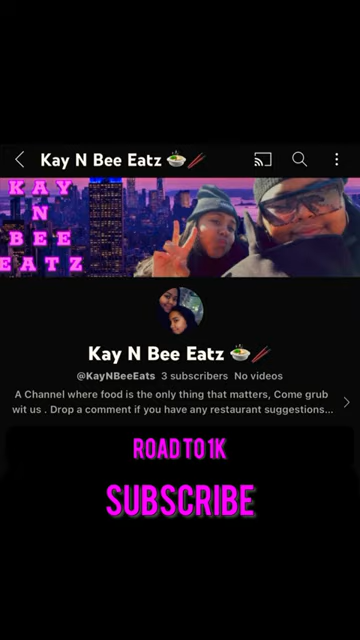 Kay N Bee Eatz 🍲🥢
KAY
N
BEE
EATZ
Kay N Bee Eatz 🍲🥢
@KayNBeeEats 3 subscribers No videos
A Channel where food is the only thing that matters, Come grub
wit us . Drop a comment if you have any restaurant suggestions...
ROAD TO 1K
SUBSCRIBE